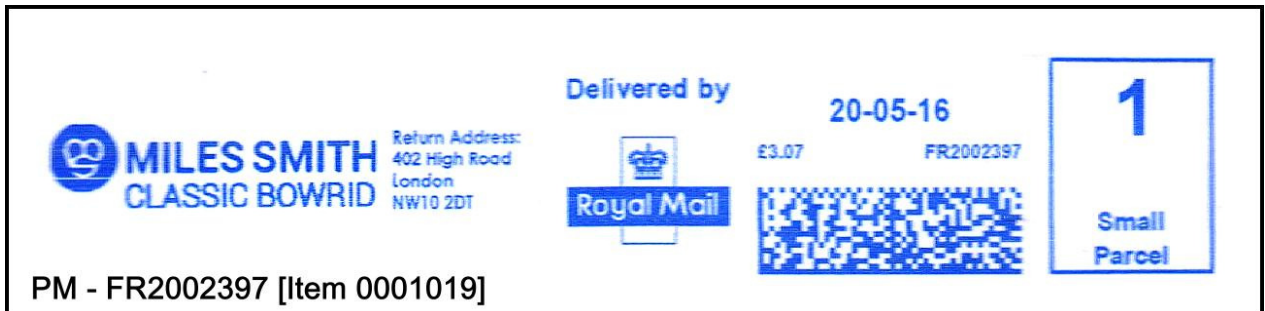 MILES SMITH
CLASSIC BOWRID
Return Address:
402 High Road
London
NW10 2DT
Delivered by
Royal Mail
20-05-16
£3.07 FR2002397
1
Small
Parcel
PM - FR2002397 [Item 0001019]